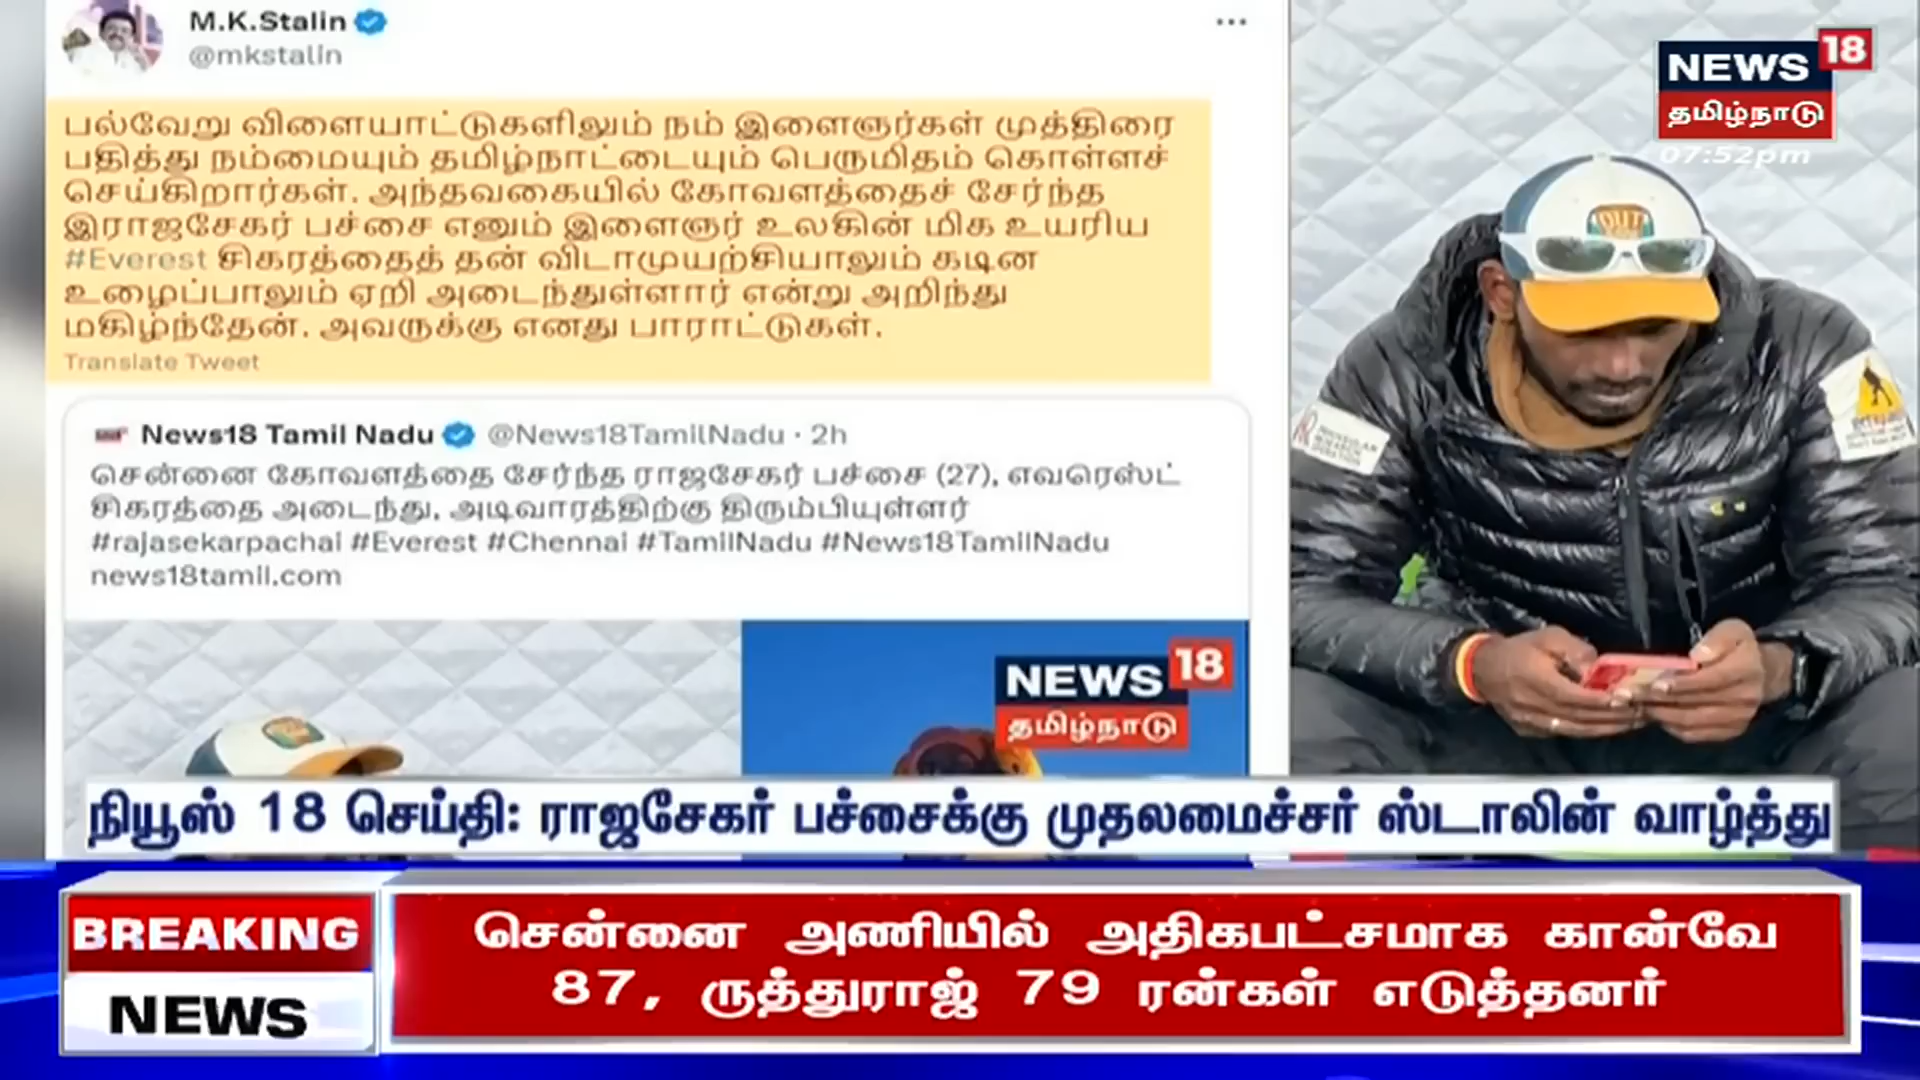 M.K.Stalin
@mkstalin
பல்வேறு விளையாட்டுகளிலும் நம் இளைஞர்கள் முத்திரை
பதித்து நம்மையும் தமிழ்நாட்டையும் பெருமிதம் கொள்ளச்
செய்கிறார்கள். அந்தவகையில் கோவளத்தைச் சேர்ந்த
இராஜசேகர் பச்சை எனும் இளைஞர் உலகின் மிக உயரிய
#Everest சிகரத்தைத் தன் விடாமுயற்சியாலும் கடின
உழைப்பாலும் ஏறி அடைந்துள்ளார் என்று அறிந்து
மகிழ்ந்தேன். அவருக்கு எனது பாராட்டுகள்.
Translate Tweet
News18 Tamil Nadu @News18TamilNadu · 2h
சென்னை கோவளத்தை சேர்ந்த ராஜசேகர் பச்சை (27), எவரெஸ்ட்
சிகரத்தை அடைந்து, அடிவாரத்திற்கு திரும்பியுள்ளர்
#rajasekarpachai #Everest #Chennai #TamilNadu #News18TamilNadu
news18tamil.com
NEWS 18
தமிழ்நாடு
NEWS 18
தமிழ்நாடு
07:52pm
OUT
நியூஸ் 18 செய்தி: ராஜசேகர் பச்சைக்கு முதலமைச்சர் ஸ்டாலின் வாழ்த்து
BREAKING
NEWS
சென்னை அணியில் அதிகபட்சமாக கான்வே
87, ருத்துராஜ் 79 ரன்கள் எடுத்தனர்